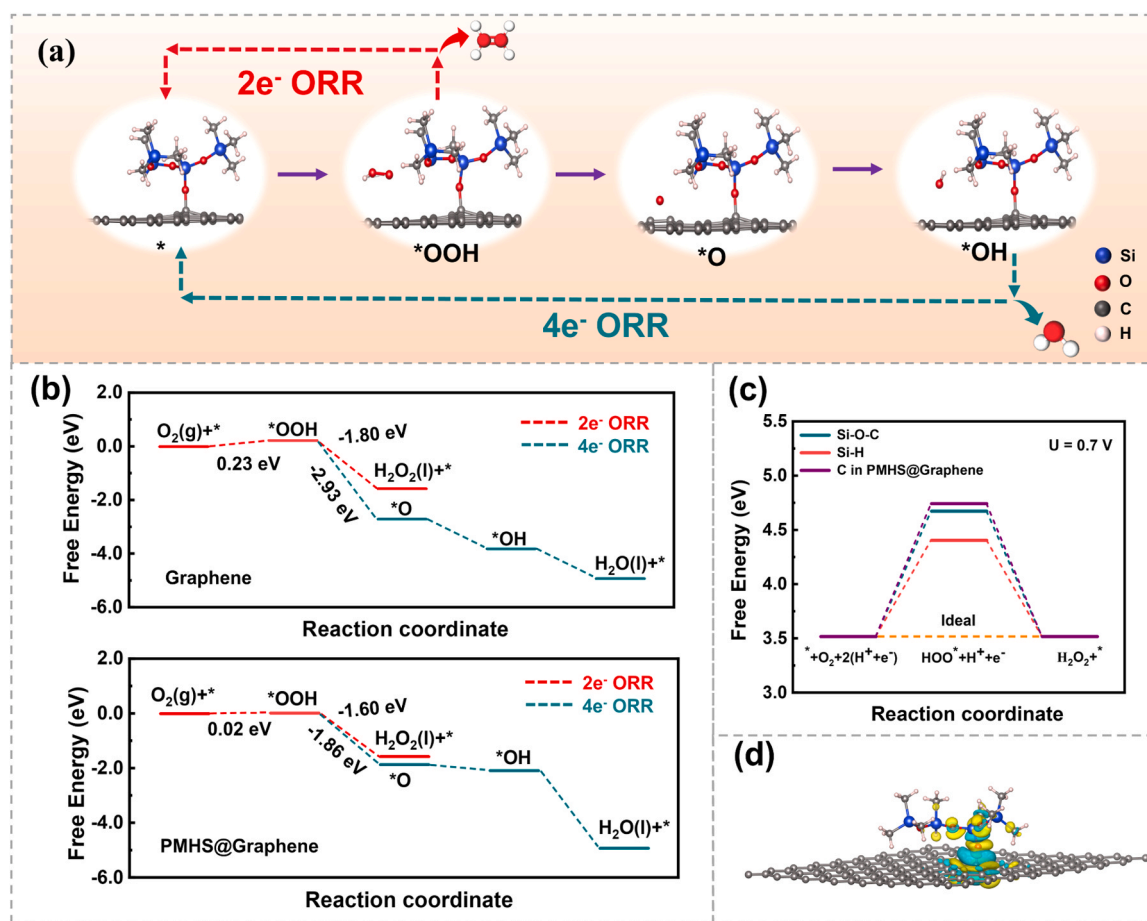 (a)
2e⁻ ORR
*
*OOH
*O
*OH
4e⁻ ORR
Si
O
C
H
(b)
Free Energy (eV)
2.0
0.0
-2.0
-4.0
-6.0
O₂(g)+*
0.23 eV
*OOH
-1.80 eV
-2.93 eV
H₂O₂(l)+*
*O
*OH
H₂O(l)+*
2e⁻ ORR
4e⁻ ORR
Graphene
Reaction coordinate
Free Energy (eV)
2.0
0.0
-2.0
-4.0
-6.0
O₂(g)+*
0.02 eV
*OOH
-1.60 eV
-1.86 eV
H₂O₂(l)+*
*O
*OH
H₂O(l)+*
2e⁻ ORR
4e⁻ ORR
PMHS@Graphene
Reaction coordinate
(c)
Free Energy (eV)
5.5
5.0
4.5
4.0
3.5
3.0
Si-O-C
Si-H
C in PMHS@Graphene
U = 0.7 V
Ideal
*+O₂+2(H⁺+e⁻)
HOO*+H⁺+e⁻
H₂O₂+*
Reaction coordinate
(d)